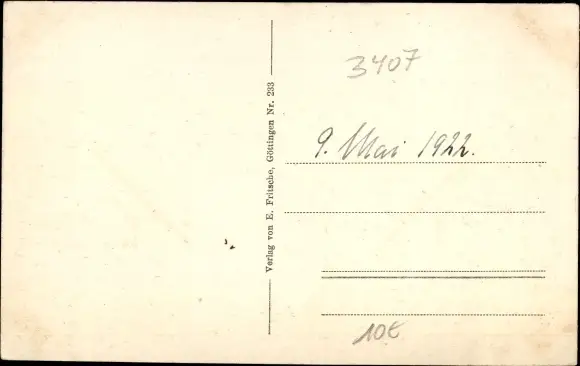 Verlag von E. Fritsche, Göttingen Nr. 233
3407
9. Mai 1922.
10€